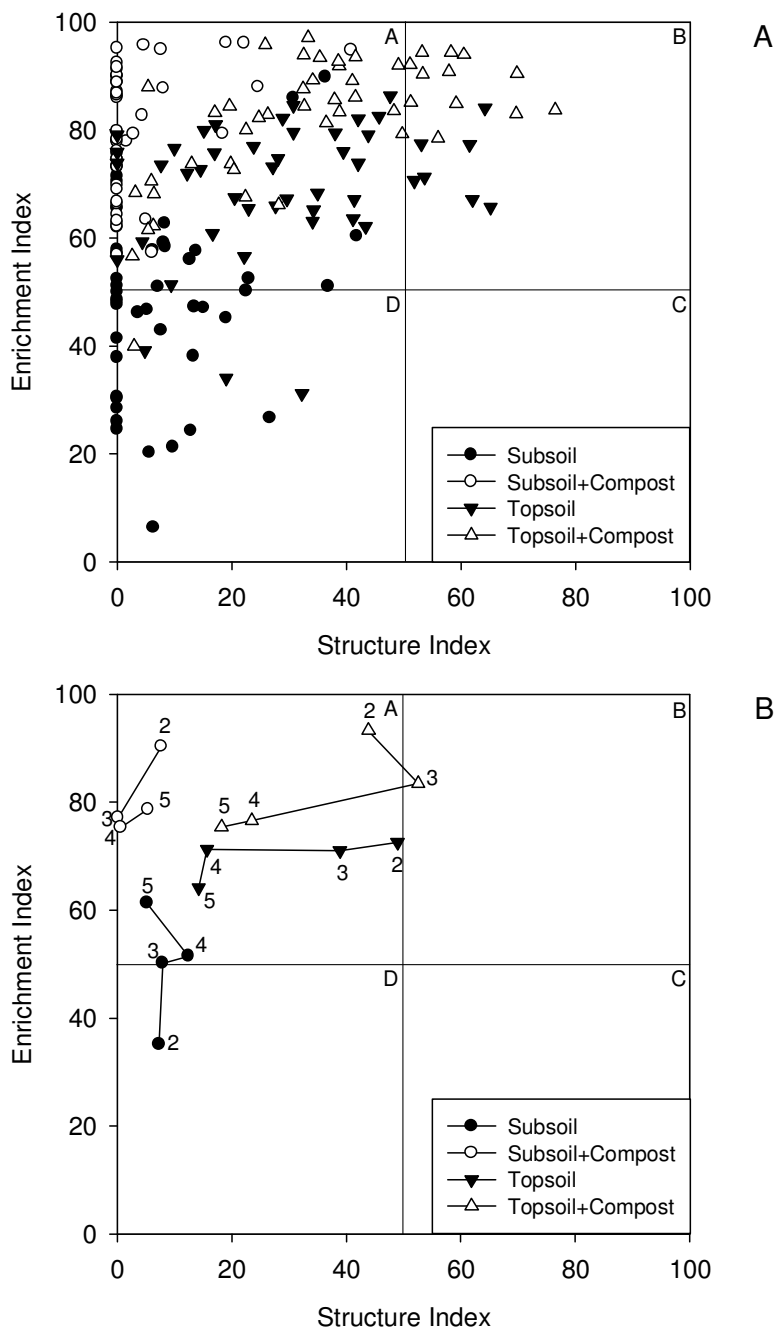 A
100
80
60
40
20
0
Enrichment Index
A
B
D
C
Subsoil
Subsoil+Compost
Topsoil
Topsoil+Compost
0 20 40 60 80 100
Structure Index
B
100
80
60
40
20
0
Enrichment Index
A
B
D
C
2
3
4
5
2
3
4
5
2
3
4
5
5
4
3
2
Subsoil
Subsoil+Compost
Topsoil
Topsoil+Compost
0 20 40 60 80 100
Structure Index